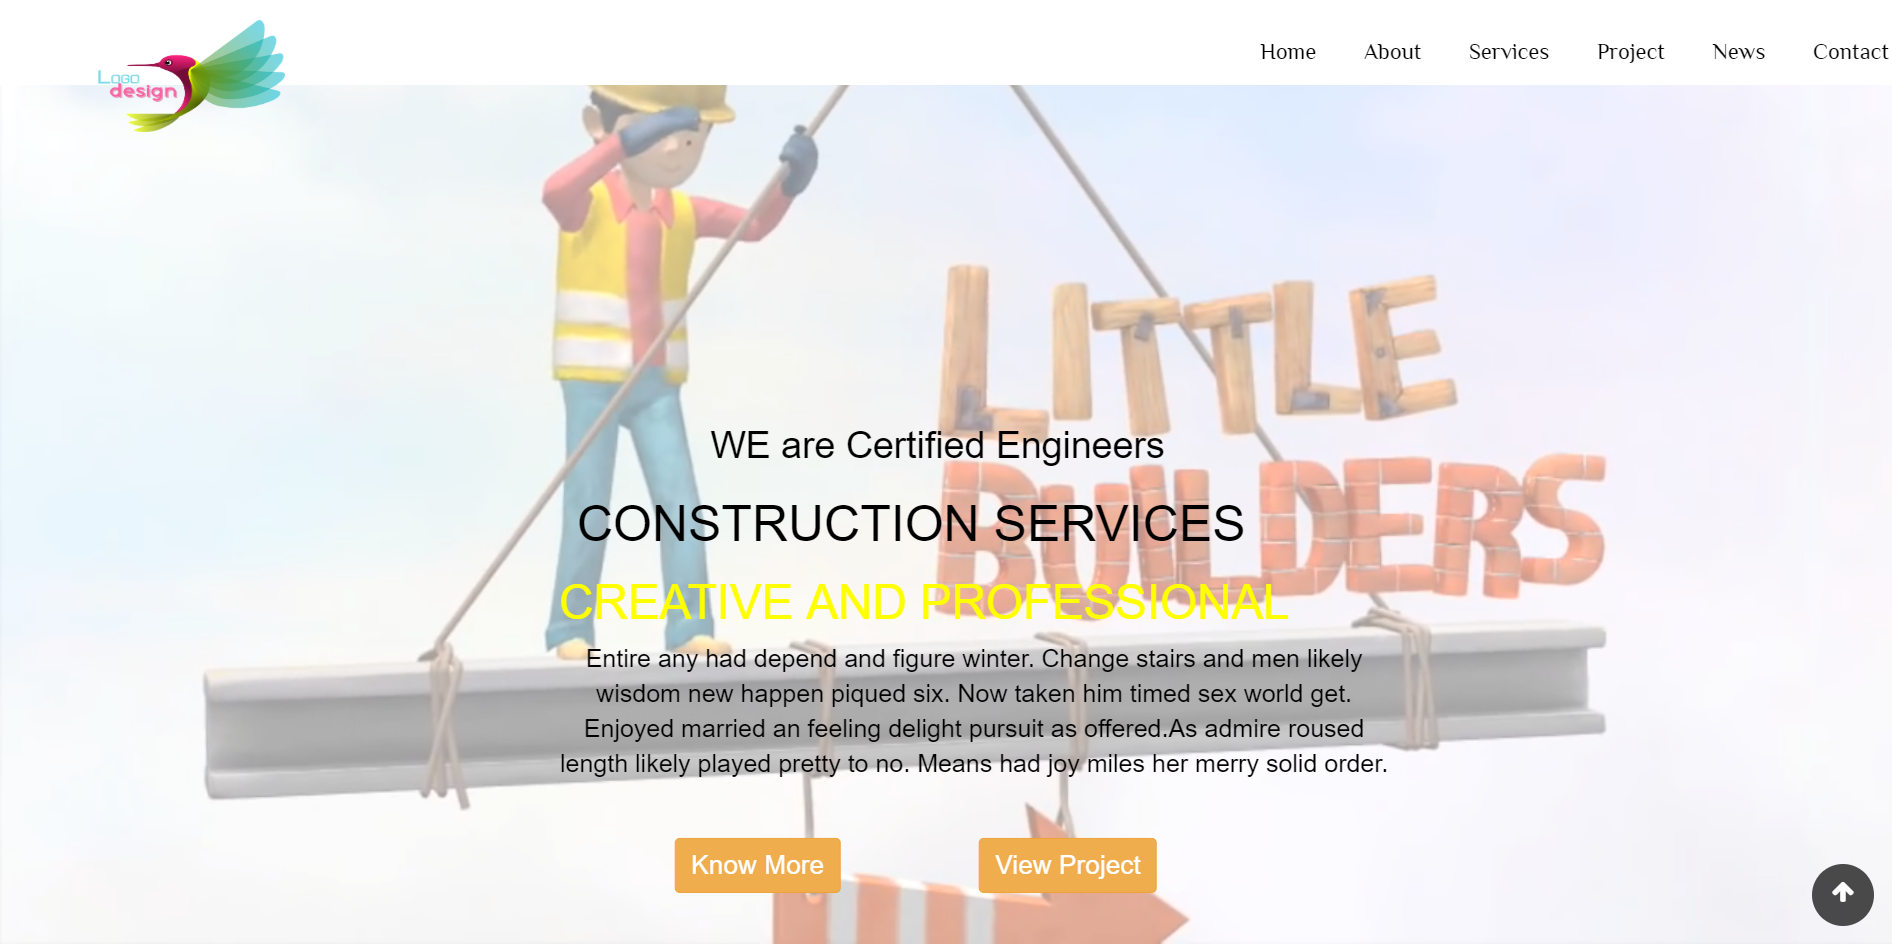 Logo
design
Home About Services Project News Contact
LITTLE
BUILDERS
WE are Certified Engineers
CONSTRUCTION SERVICES
CREATIVE AND PROFESSIONAL
Entire any had depend and figure winter. Change stairs and men likely
wisdom new happen piqued six. Now taken him timed sex world get.
Enjoyed married an feeling delight pursuit as offered.As admire roused
length likely played pretty to no. Means had joy miles her merry solid order.
Know More View Project